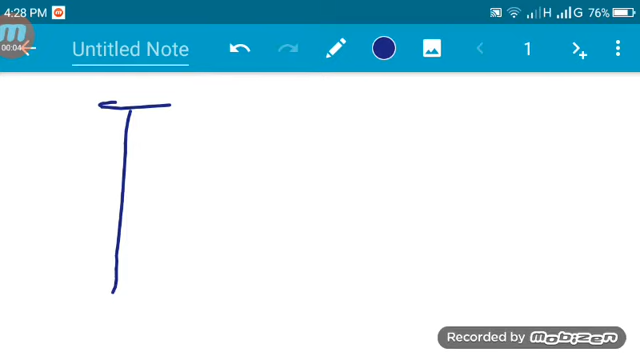 4:28 PM H G 76%
00:04 Untitled Note 1
T
Recorded by mobizen